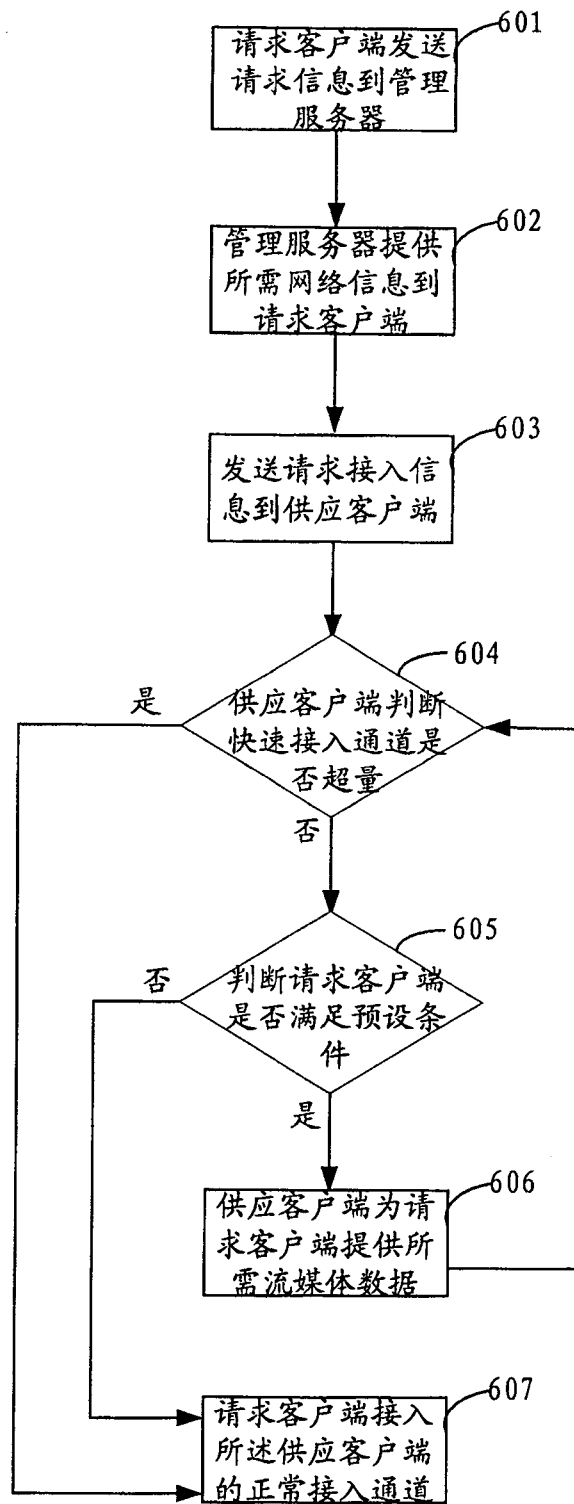 601
请求客户端发送
请求信息到管理
服务器
602
管理服务器提供
所需网络信息到
请求客户端
603
发送请求接入信
息到供应客户端
604
是
供应客户端判断
快速接入通道是
否超量
否
605
否
判断请求客户端
是否满足预设条
件
是
606
供应客户端为请
求客户端提供所
需流媒体数据
607
请求客户端接入
所述供应客户端
的正常接入通道